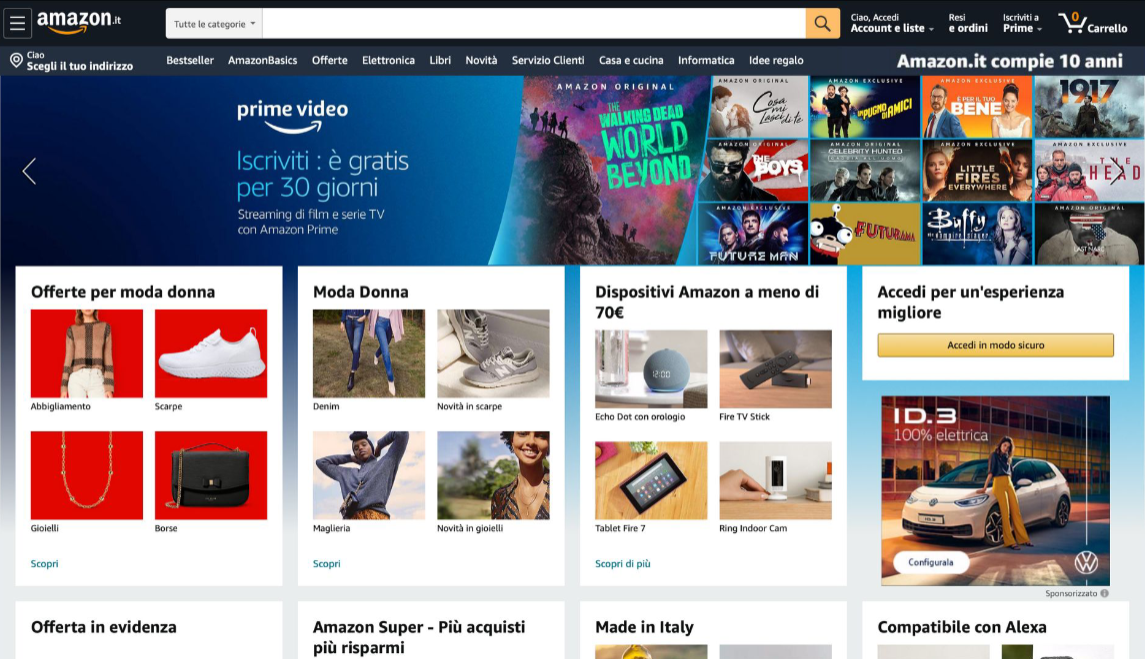 amazon.it
Tutte le categorie
Ciao, Accedi
Account e liste
Resi
e ordini
Iscriviti a
Prime
0
Carrello
Ciao
Scegli il tuo indirizzo
Bestseller
AmazonBasics
Offerte
Elettronica
Libri
Novità
Servizio Clienti
Casa e cucina
Informatica
Idee regalo
Amazon.it compie 10 anni
prime video
Iscriviti : è gratis
per 30 giorni
Streaming di film e serie TV
con Amazon Prime
AMAZON ORIGINAL
THE
WALKING DEAD
WORLD
BEYOND
AMAZON ORIGINAL
Cosa
mi
Lasci di te
AMAZON EXCLUSIVE
UN PUGNO DI AMICI
AMAZON EXCLUSIVE
È PER IL TUO
BENE
AMAZON EXCLUSIVE
1917
AMAZON ORIGINAL
THE
BOYS
AMAZON ORIGINAL
CELEBRITY HUNTED
CACCIA ALL'UOMO
AMAZON EXCLUSIVE
LITTLE
FIRES
EVERYWHERE
AMAZON EXCLUSIVE
THE
HEAD
AMAZON EXCLUSIVE
FUTURE MAN
FUTURAMA
Buffy
the vampire slayer
AMAZON ORIGINAL
THE
LAST NARC
Offerte per moda donna
Abbigliamento
Scarpe
Gioielli
Borse
Scopri
Moda Donna
Denim
Novità in scarpe
Maglieria
Novità in gioielli
Scopri
Dispositivi Amazon a meno di
70€
12:00
Echo Dot con orologio
Fire TV Stick
Tablet Fire 7
Ring Indoor Cam
Scopri di più
Accedi per un'esperienza
migliore
Accedi in modo sicuro
ID.3
100% elettrica
Configurala
Sponsorizzato
Offerta in evidenza
Amazon Super - Più acquisti
più risparmi
Made in Italy
Compatibile con Alexa